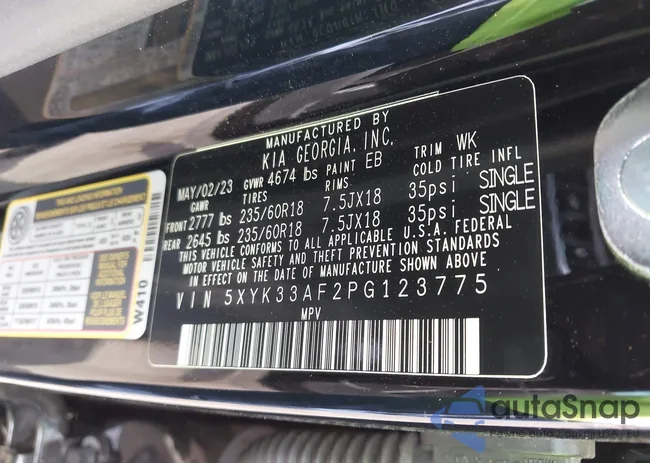 MANUFACTURED BY
KIA GEORGIA, INC.
MAY/02/23 GVWR 4674 lbs PAINT EB TRIM WK
GAWR TIRES RIMS: COLD TIRE INFL
FRONT 2777 lbs 235/60R18 7.5JX18 35psi SINGLE
REAR 2645 lbs 235/60R18 7.5JX18 35psi SINGLE
THIS VEHICLE CONFORMS TO ALL APPLICABLE U.S.A. FEDERAL
MOTOR VEHICLE SAFETY AND THEFT PREVENTION STANDARDS
IN EFFECT ON THE DATE OF MANUFACTURE SHOWN ABOVE
VIN 5XYK33AF2PG123775
MPV
W410
autoSnap